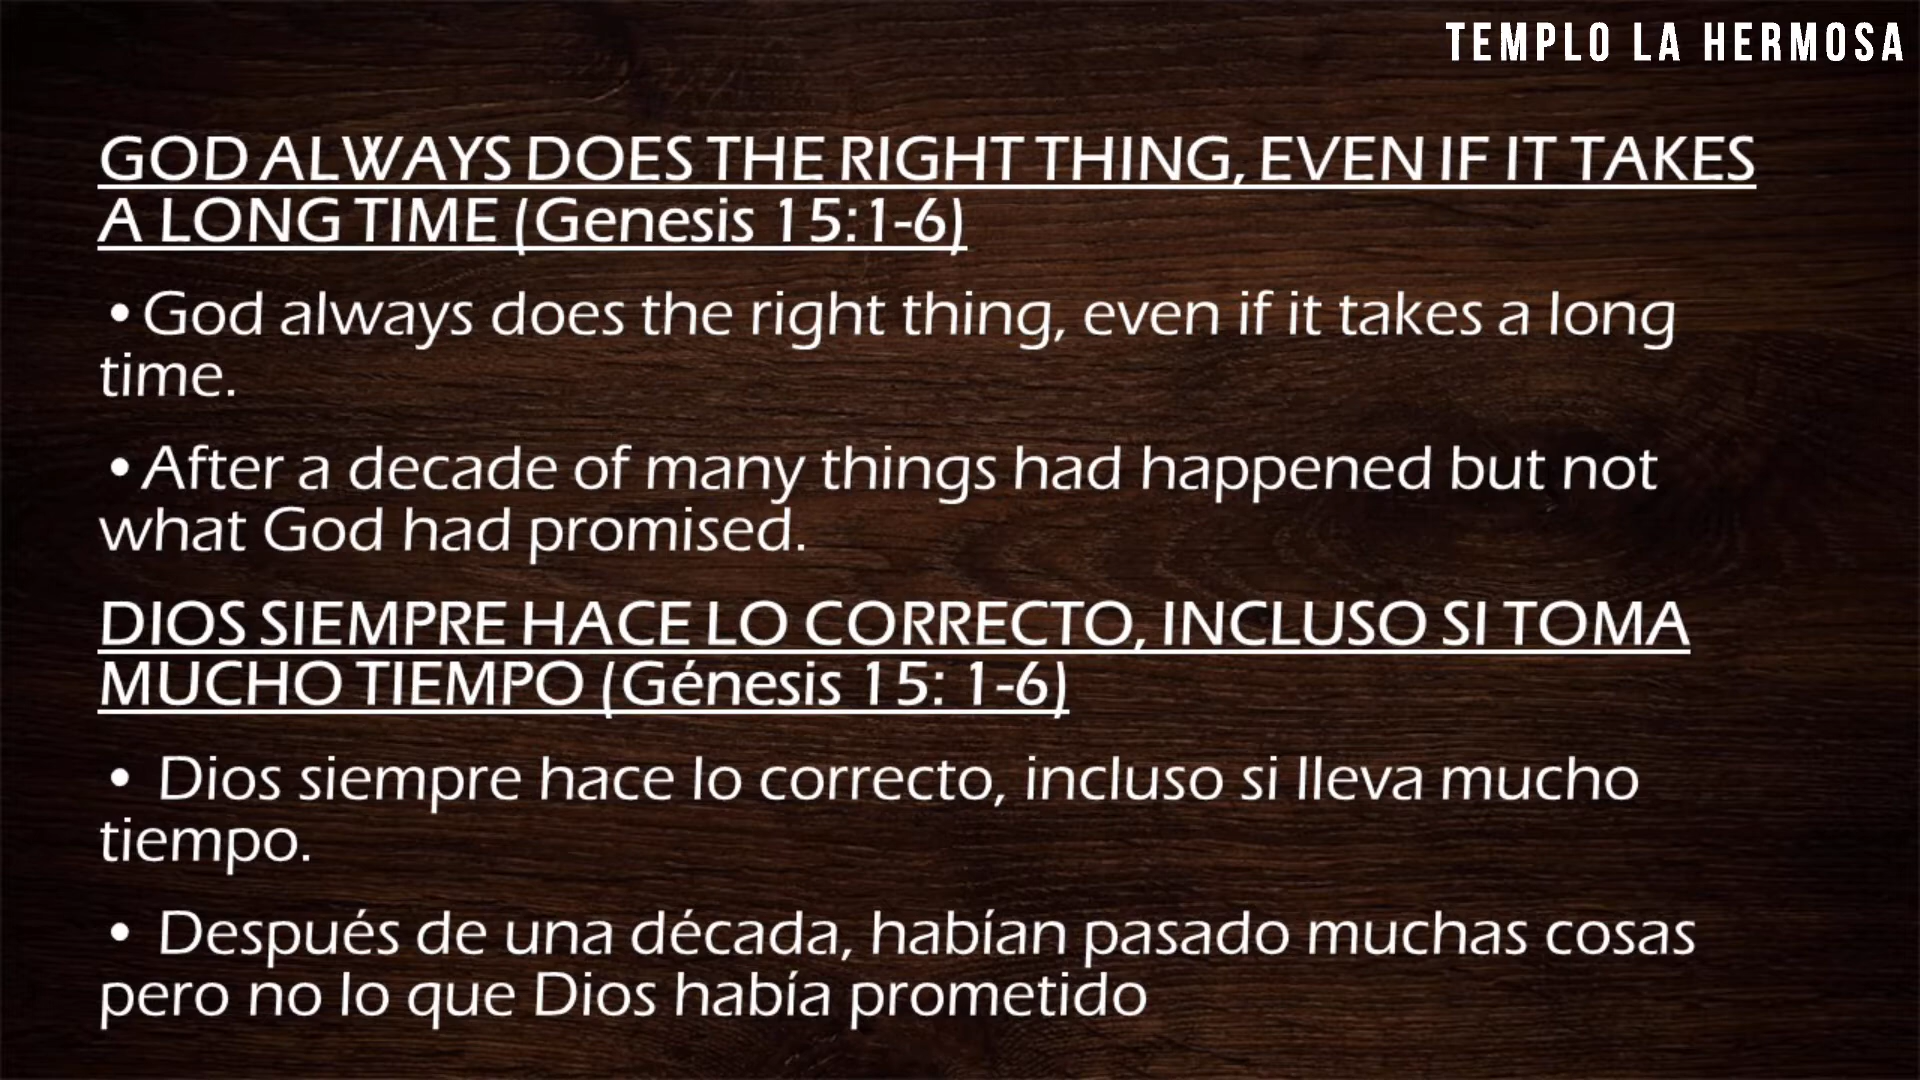 TEMPLO LA HERMOSA
GOD ALWAYS DOES THE RIGHT THING, EVEN IF IT TAKES
A LONG TIME (Genesis 15:1-6)
• God always does the right thing, even if it takes a long
time.
• After a decade of many things had happened but not
what God had promised.
DIOS SIEMPRE HACE LO CORRECTO, INCLUSO SI TOMA
MUCHO TIEMPO (Génesis 15: 1-6)
• Dios siempre hace lo correcto, incluso si lleva mucho
tiempo.
• Después de una década, habían pasado muchas cosas
pero no lo que Dios había prometido